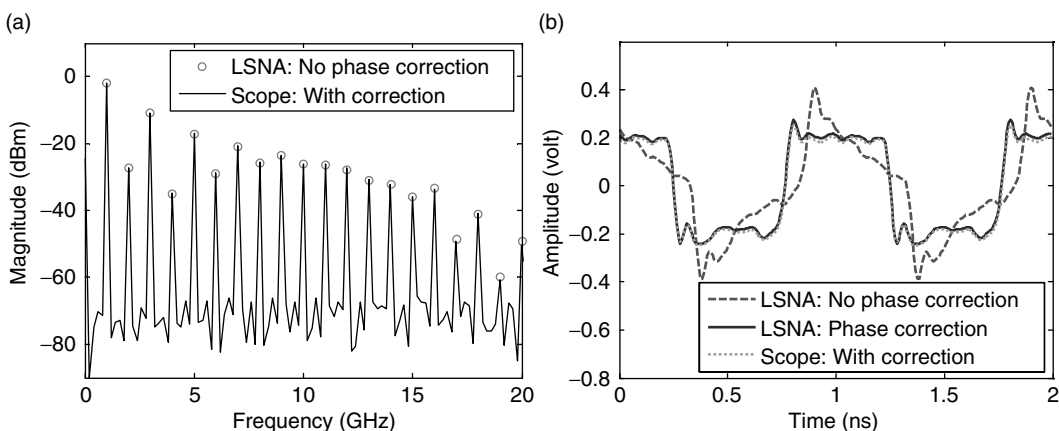 (a)
LSNA: No phase correction
Scope: With correction
Magnitude (dBm)
0
−20
−40
−60
−80
0 5 10 15 20
Frequency (GHz)
(b)
Amplitude (volt)
0.4
0.2
0
−0.2
−0.4
−0.6
−0.8
LSNA: No phase correction
LSNA: Phase correction
Scope: With correction
0 0.5 1 1.5 2
Time (ns)